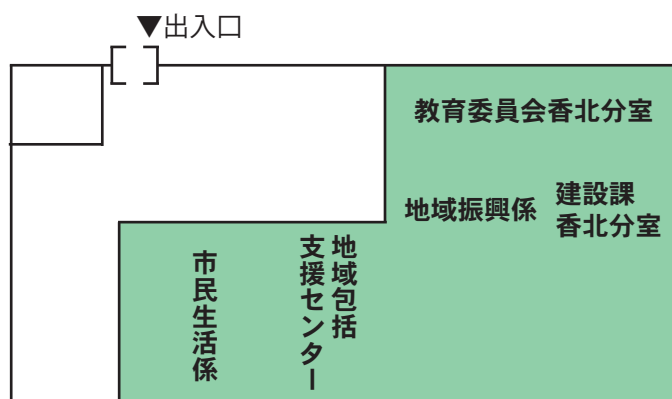 ▼出入口
教育委員会香北分室
地域振興係
建設課
香北分室
市民生活係
地域包括
支援センター